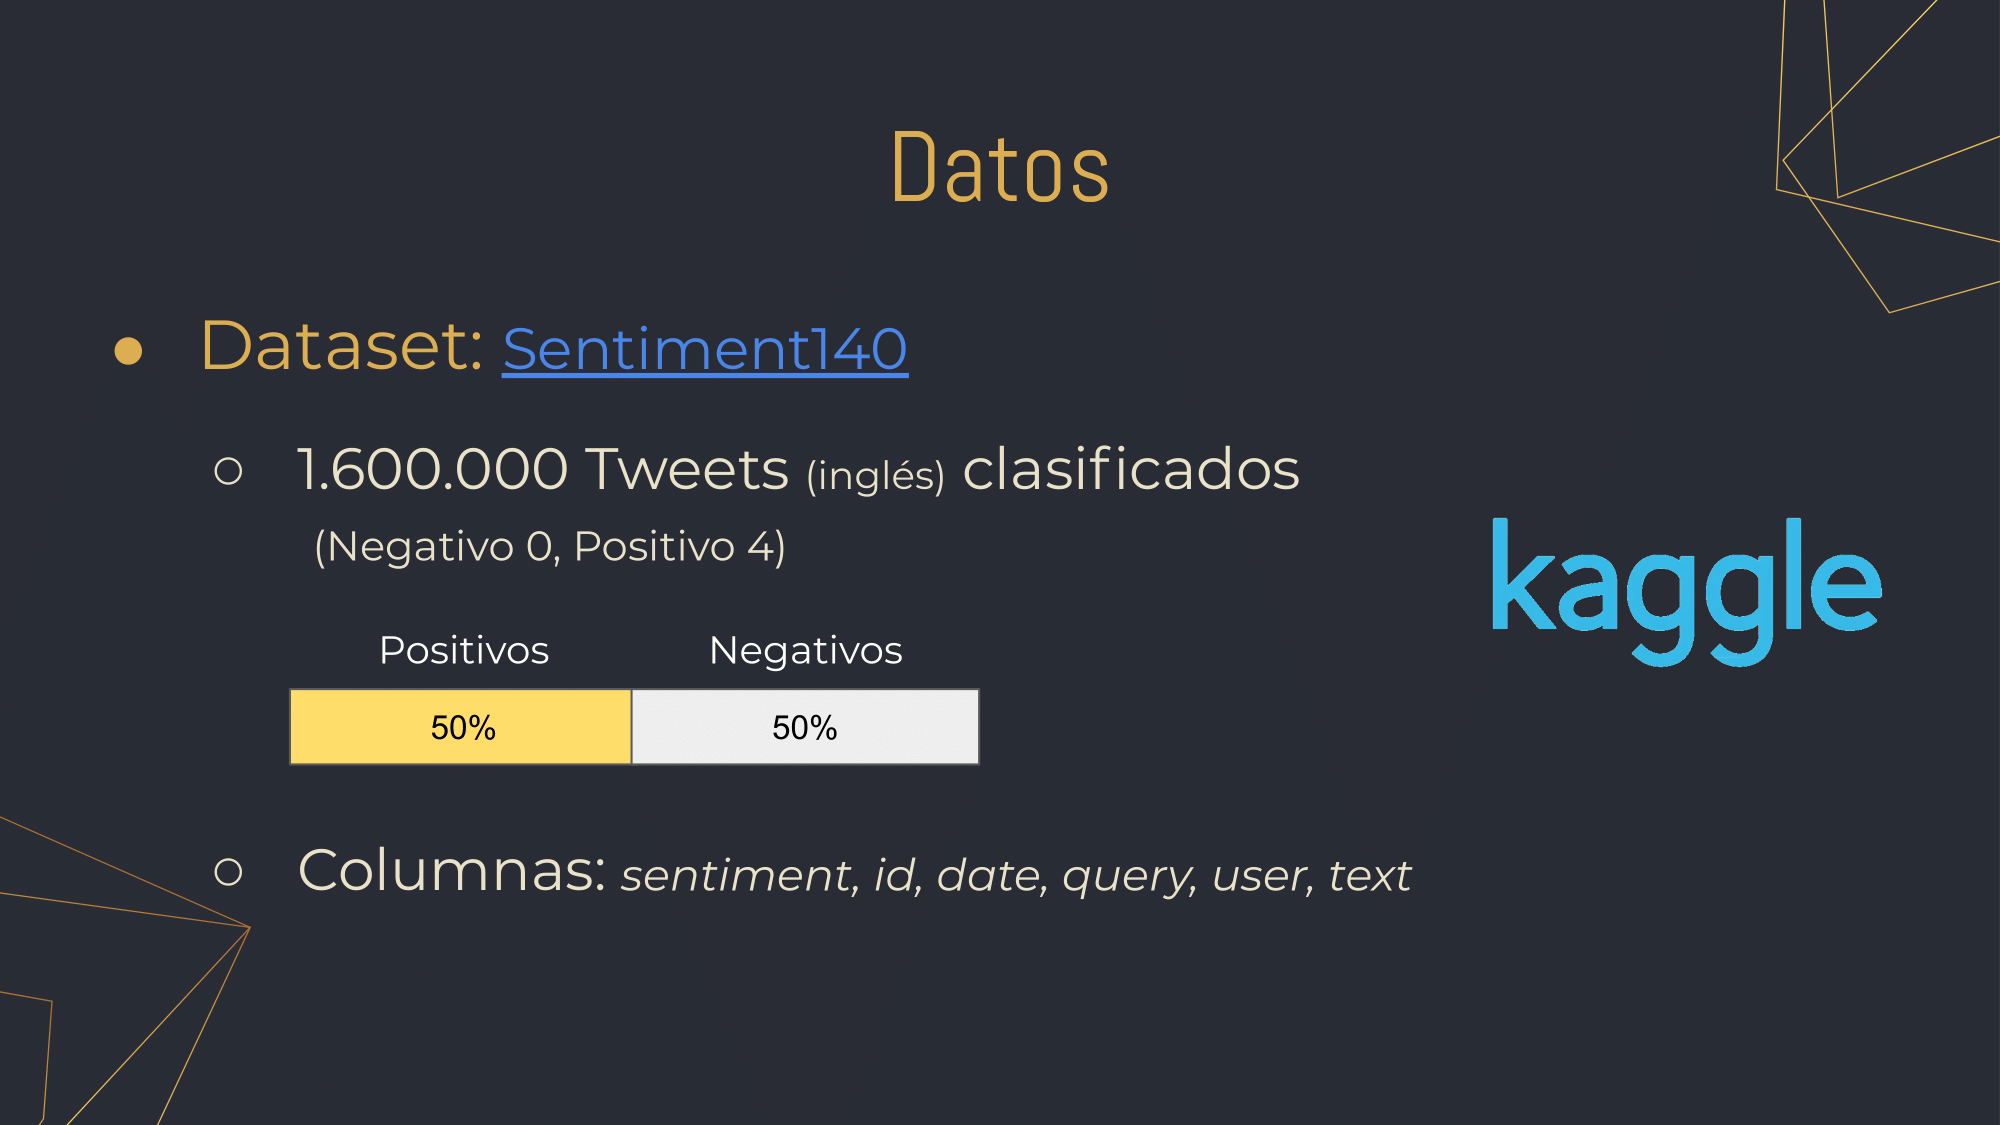 Datos
● Dataset: Sentiment140
○ 1.600.000 Tweets (inglés) clasificados
(Negativo 0, Positivo 4)
kaggle
Positivos Negativos
50% 50%
○ Columnas: sentiment, id, date, query, user, text